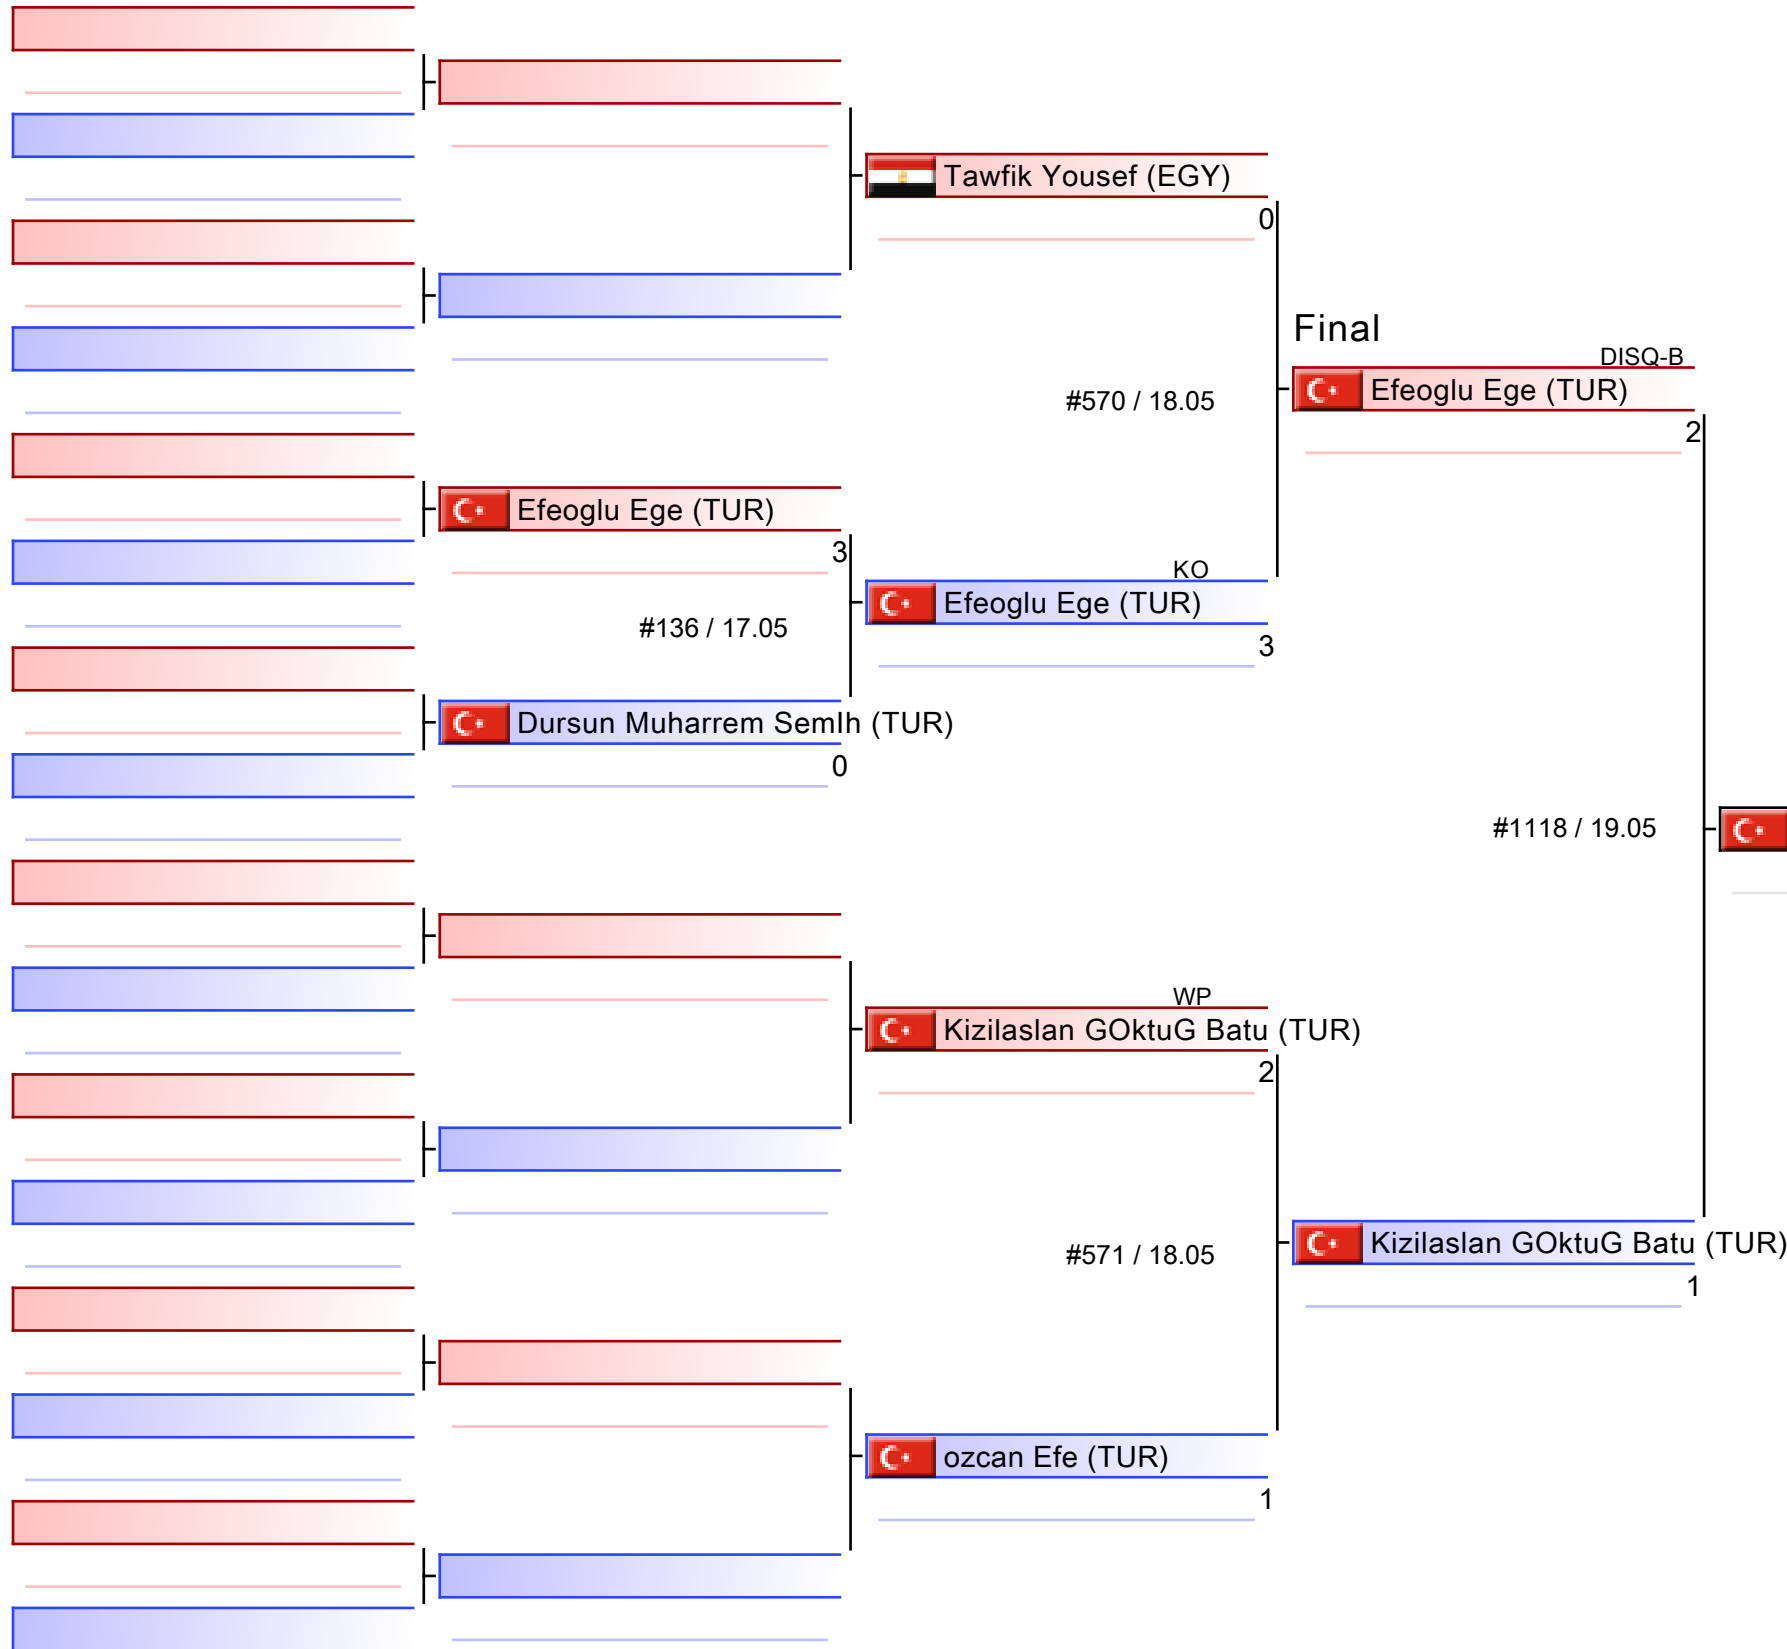 Tawfik Yousef (EGY)
0
Final
DISQ-B
#570 / 18.05
Efeoglu Ege (TUR)
2
Efeoglu Ege (TUR)
3
KO
Efeoglu Ege (TUR)
#136 / 17.05
3
Dursun Muharrem SemIh (TUR)
0
#1118 / 19.05
WP
Kizilaslan GOktuG Batu (TUR)
2
#571 / 18.05
Kizilaslan GOktuG Batu (TUR)
1
ozcan Efe (TUR)
1